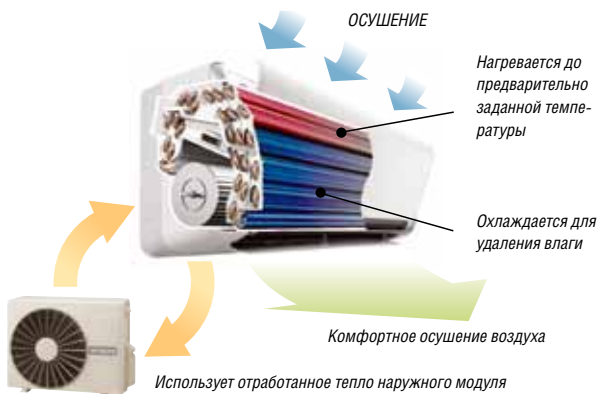 ОСУШЕНИЕ
Нагревается до
предварительно
заданной темпе-
ратуры
Охлаждается для
удаления влаги
Комфортное осушение воздуха
Использует отработанное тепло наружного модуля